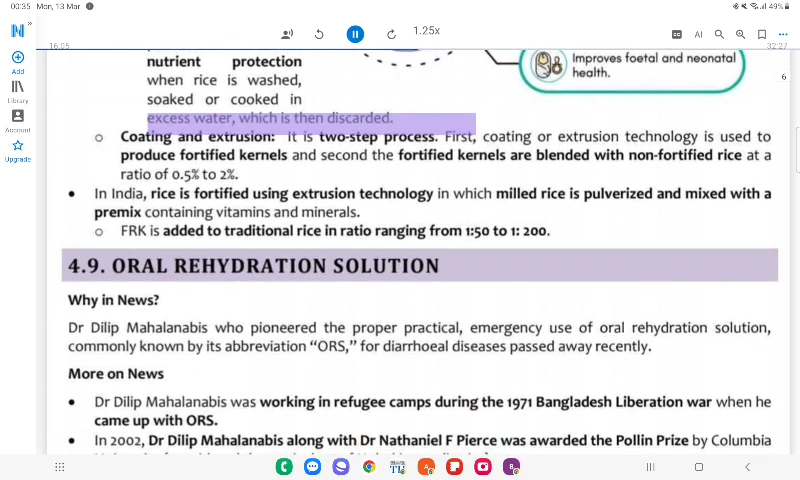 00:35 Mon, 13 Mar
49%
N
»
1.25x
AI
16:05
32:27
6
Add
Library
Account
Upgrade
nutrient protection
when rice is washed,
soaked or cooked in
excess water, which is then discarded.
Improves foetal and neonatal
health.
o Coating and extrusion: It is two-step process. First, coating or extrusion technology is used to
produce fortified kernels and second the fortified kernels are blended with non-fortified rice at a
ratio of 0.5% to 2%.
• In India, rice is fortified using extrusion technology in which milled rice is pulverized and mixed with a
premix containing vitamins and minerals.
o FRK is added to traditional rice in ratio ranging from 1:50 to 1: 200.
4.9. ORAL REHYDRATION SOLUTION
Why in News?
Dr Dilip Mahalanabis who pioneered the proper practical, emergency use of oral rehydration solution,
commonly known by its abbreviation “ORS,” for diarrhoeal diseases passed away recently.
More on News
• Dr Dilip Mahalanabis was working in refugee camps during the 1971 Bangladesh Liberation war when he
came up with ORS.
• In 2002, Dr Dilip Mahalanabis along with Dr Nathaniel F Pierce was awarded the Pollin Prize by Columbia